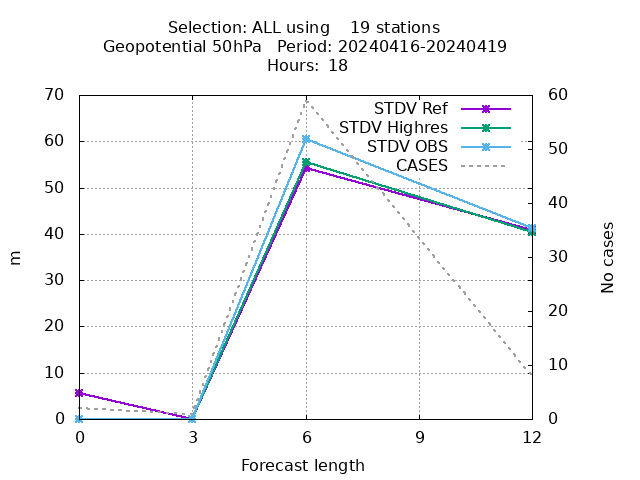 Selection: ALL using    19 stations
Geopotential 50hPa   Period: 20240416-20240419
Hours:  18
70
60
50
40
30
20
10
0
m
60
50
40
30
20
10
0
No cases
STDV Ref
STDV Highres
STDV OBS
CASES
0
3
6
9
12
Forecast length